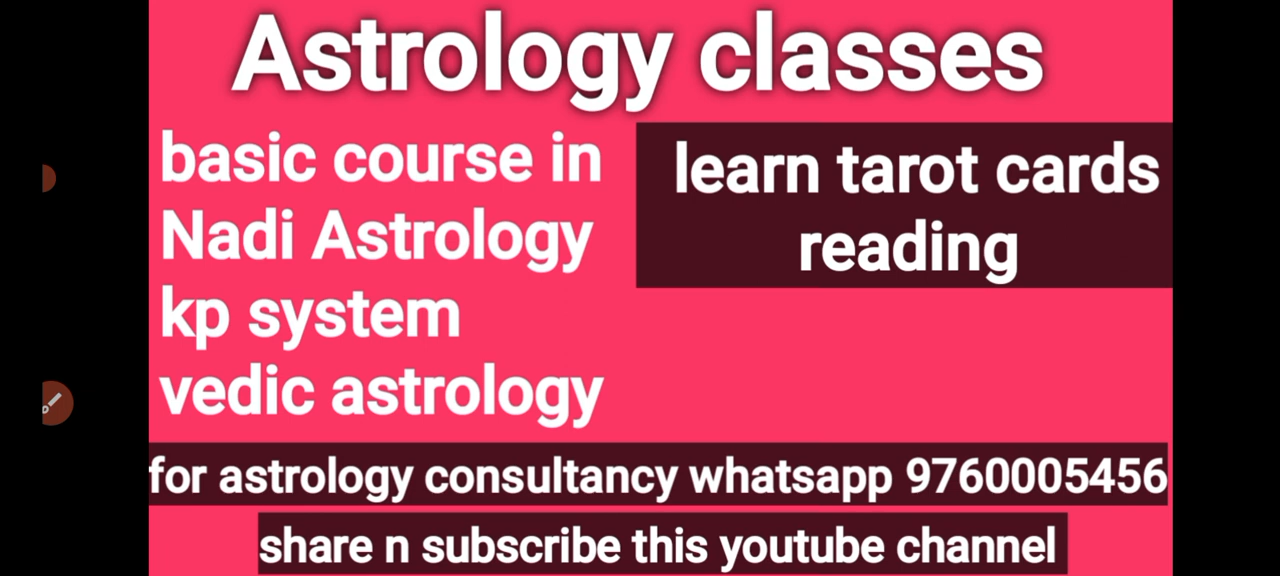 Astrology classes
basic course in
Nadi Astrology
kp system
vedic astrology
learn tarot cards
reading
for astrology consultancy whatsapp 9760005456
share n subscribe this youtube channel